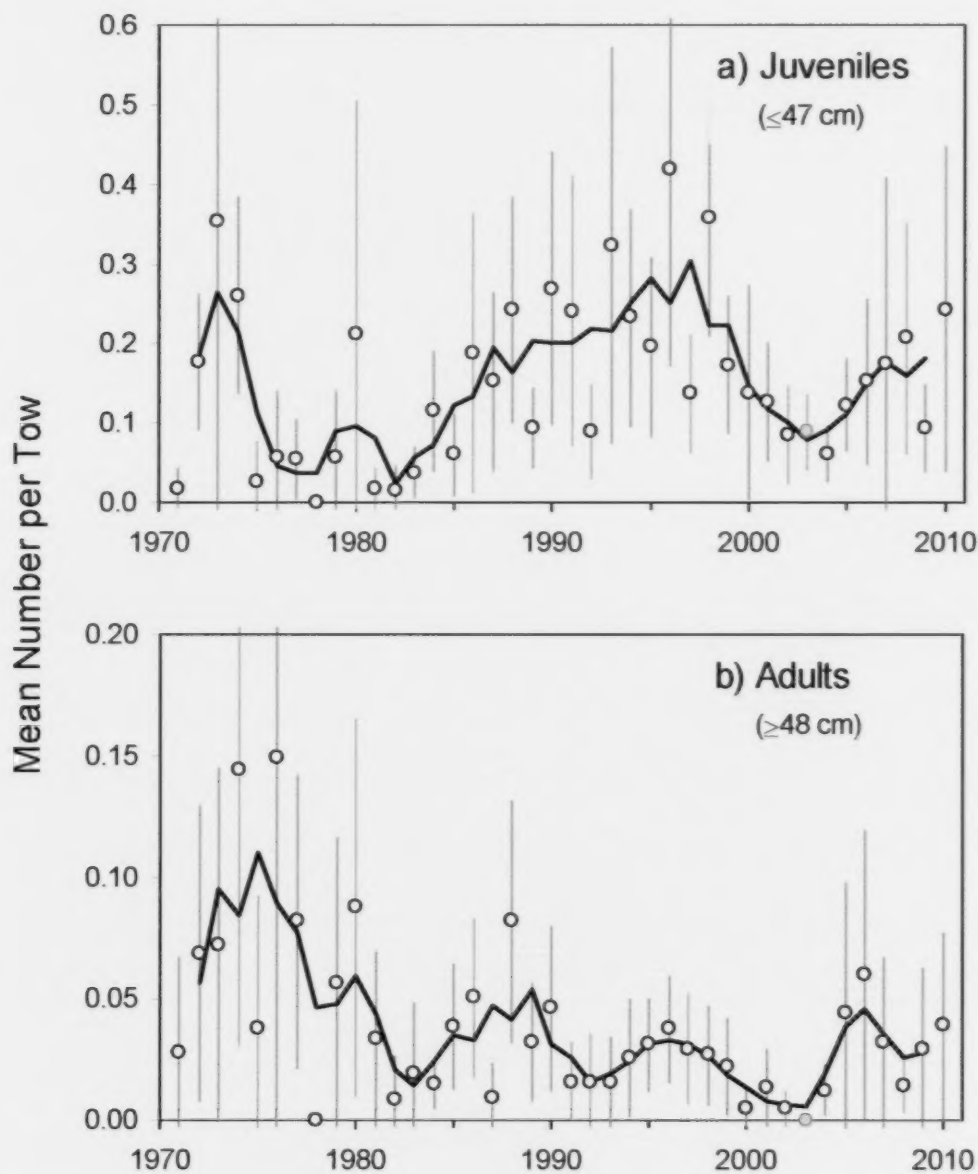 Mean Number per Tow
a) Juveniles
(≤47 cm)
0.6
0.5
0.4
0.3
0.2
0.1
0.0
1970 1980 1990 2000 2010
b) Adults
(≥48 cm)
0.20
0.15
0.10
0.05
0.00
1970 1980 1990 2000 2010